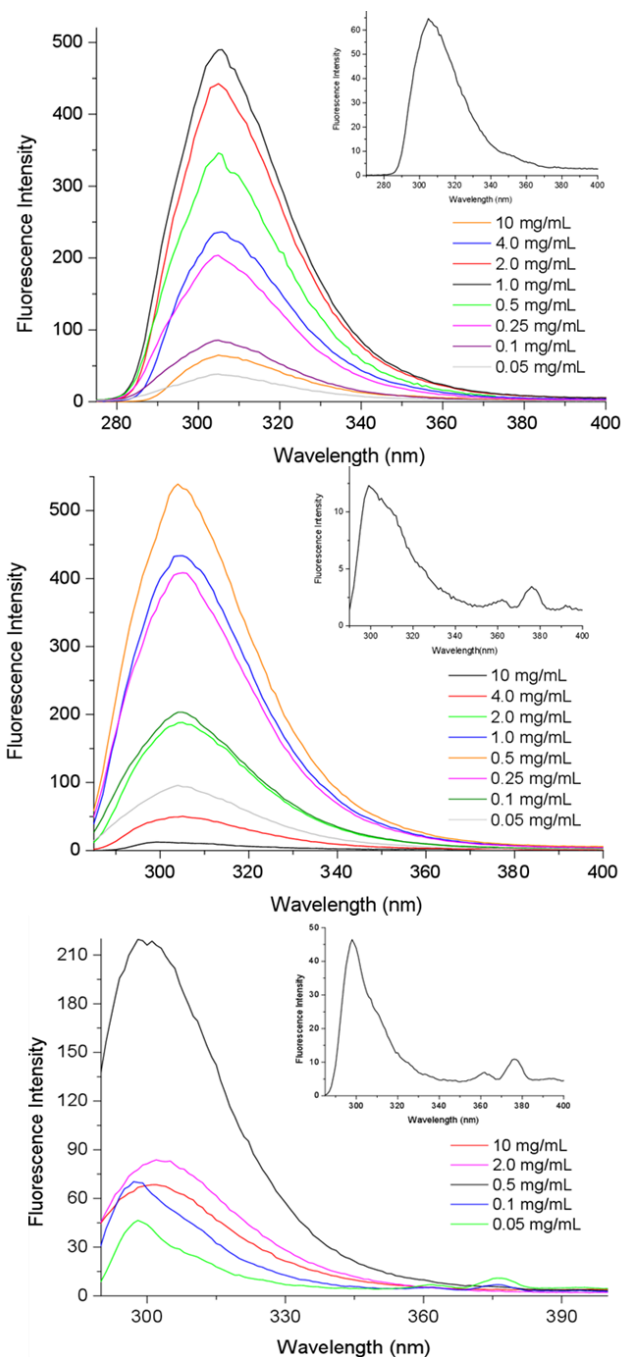 500
400
300
200
100
0
Fluorescence Intensity
280
300
320
340
360
380
400
Wavelength (nm)
60
50
40
30
20
10
0
Fluorescence Intensity
280
300
320
340
360
380
400
Wavelength (nm)
10 mg/mL
4.0 mg/mL
2.0 mg/mL
1.0 mg/mL
0.5 mg/mL
0.25 mg/mL
0.1 mg/mL
0.05 mg/mL
500
400
300
200
100
0
Fluorescence Intensity
300
320
340
360
380
400
Wavelength (nm)
10
5
0
Fluorescence Intensity
300
320
340
360
380
400
Wavelength(nm)
10 mg/mL
4.0 mg/mL
2.0 mg/mL
1.0 mg/mL
0.5 mg/mL
0.25 mg/mL
0.1 mg/mL
0.05 mg/mL
210
180
150
120
90
60
30
0
Fluorescence Intensity
300
330
360
390
Wavelength (nm)
50
40
30
20
10
0
Fluorescence Intensity
300
320
340
360
380
400
Wavelength (nm)
10 mg/mL
2.0 mg/mL
0.5 mg/mL
0.1 mg/mL
0.05 mg/mL